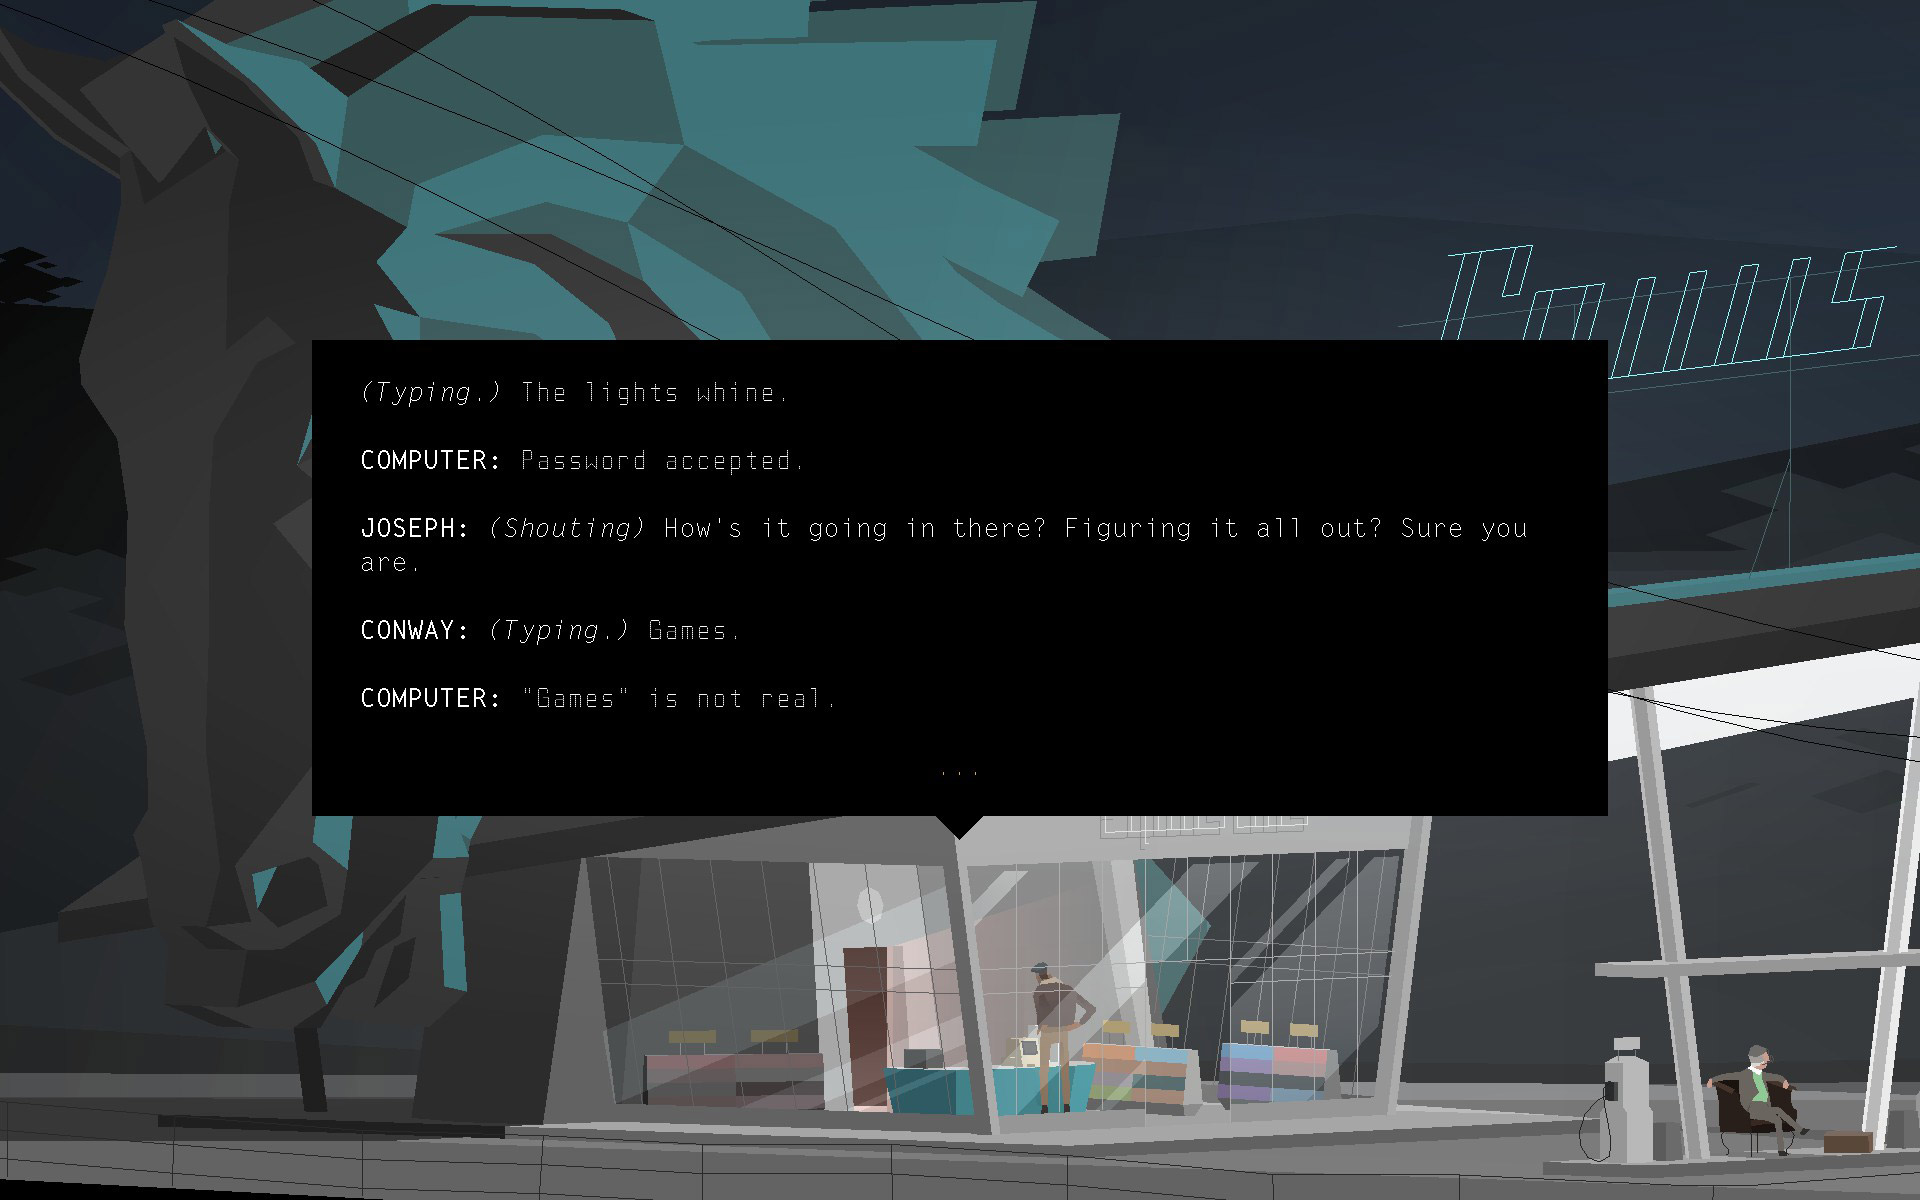 (Typing.) The lights whine.
COMPUTER: Password accepted.
JOSEPH: (Shouting) How's it going in there? Figuring it all out? Sure you
are.
CONWAY: (Typing.) Games.
COMPUTER: "Games" is not real.
...